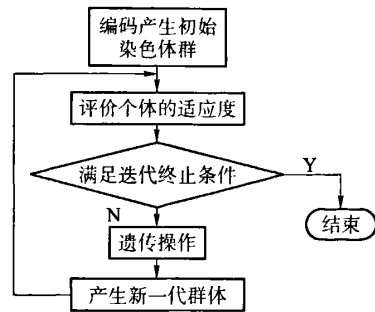 编码产生初始
染色体群
评价个体的适应度
满足迭代终止条件
Y
N
结束
遗传操作
产生新一代群体